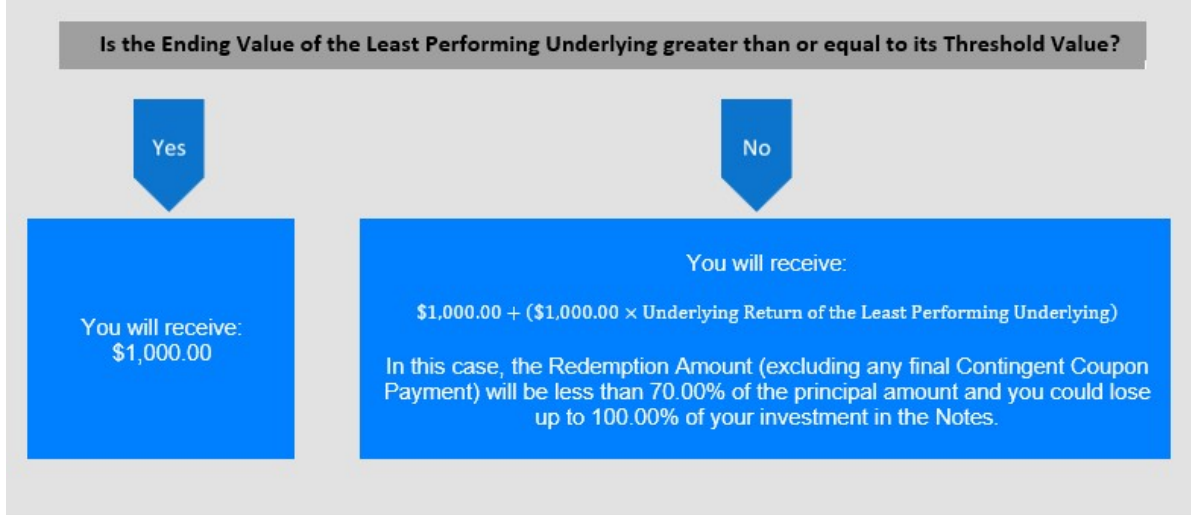 Is the Ending Value of the Least Performing Underlying greater than or equal to its Threshold Value?
Yes
No
You will receive:
$1,000.00
You will receive:
$1,000.00 + ($1,000.00 × Underlying Return of the Least Performing Underlying)
In this case, the Redemption Amount (excluding any final Contingent Coupon
Payment) will be less than 70.00% of the principal amount and you could lose
up to 100.00% of your investment in the Notes.